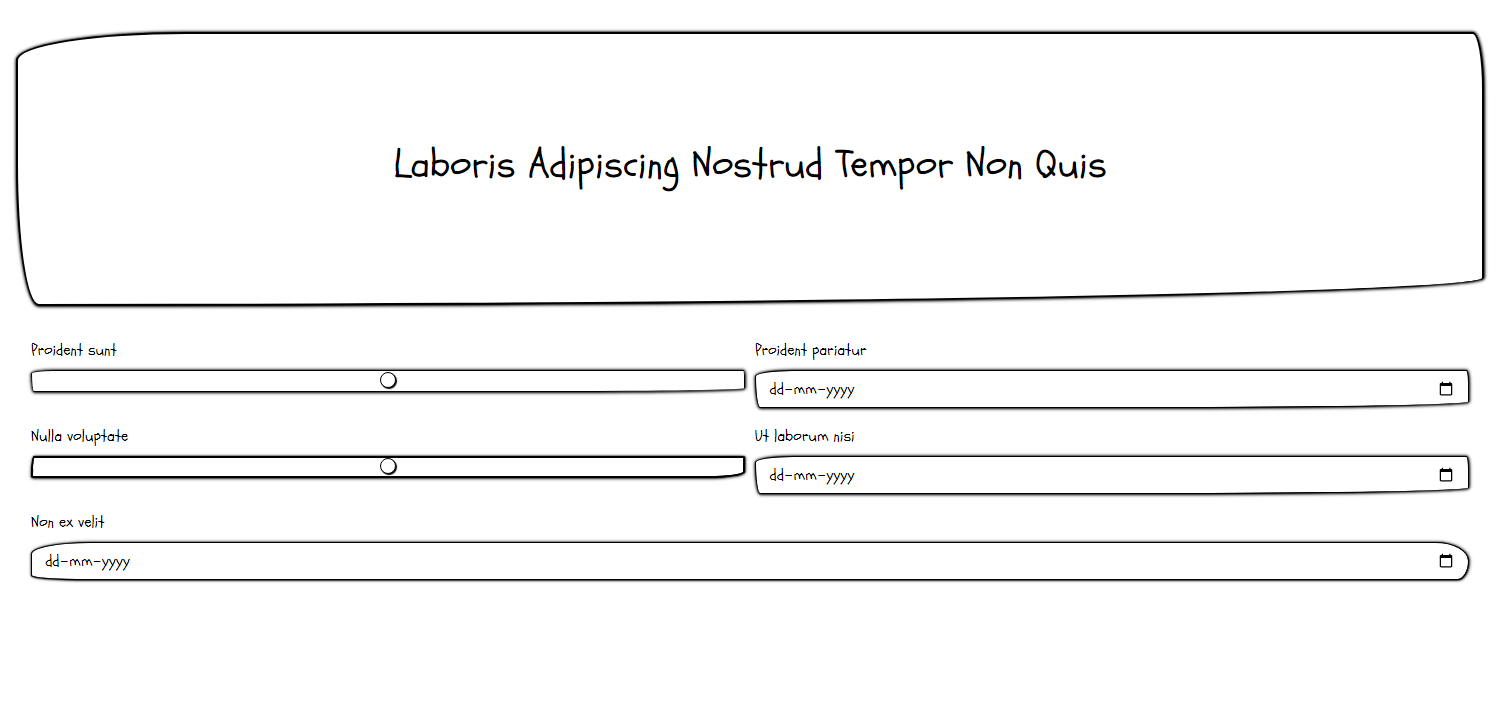 Laboris Adipiscing Nostrud Tempor Non Quis
Proident sunt
Proident pariatur
dd-mm-yyyy
Nulla voluptate
Ut laborum nisi
dd-mm-yyyy
Non ex velit
dd-mm-yyyy